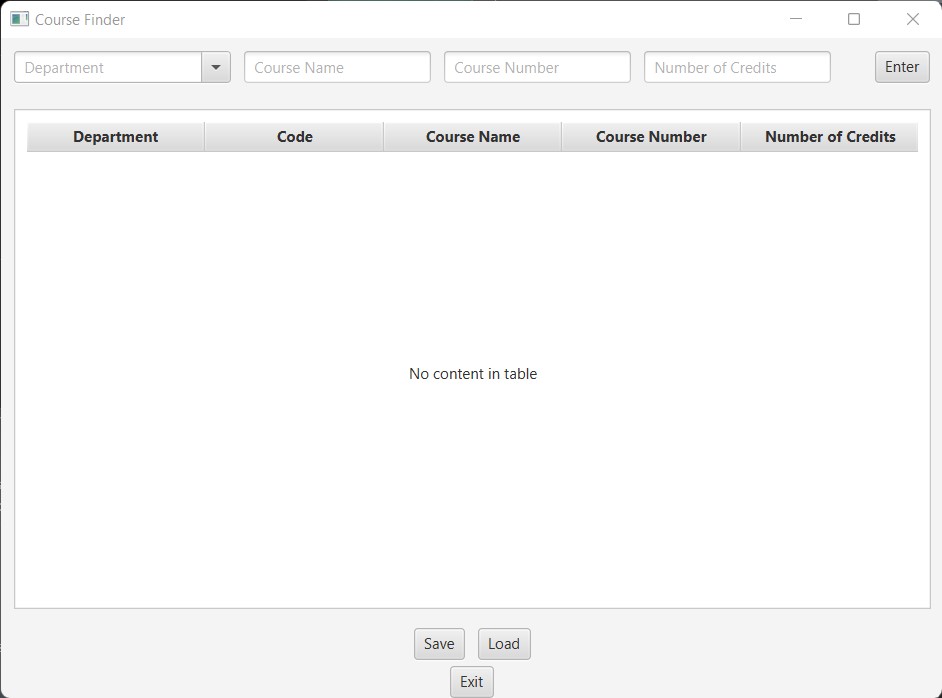 Course Finder
Department Course Name Course Number Number of Credits Enter
Department Code Course Name Course Number Number of Credits
No content in table
Save Load
Exit